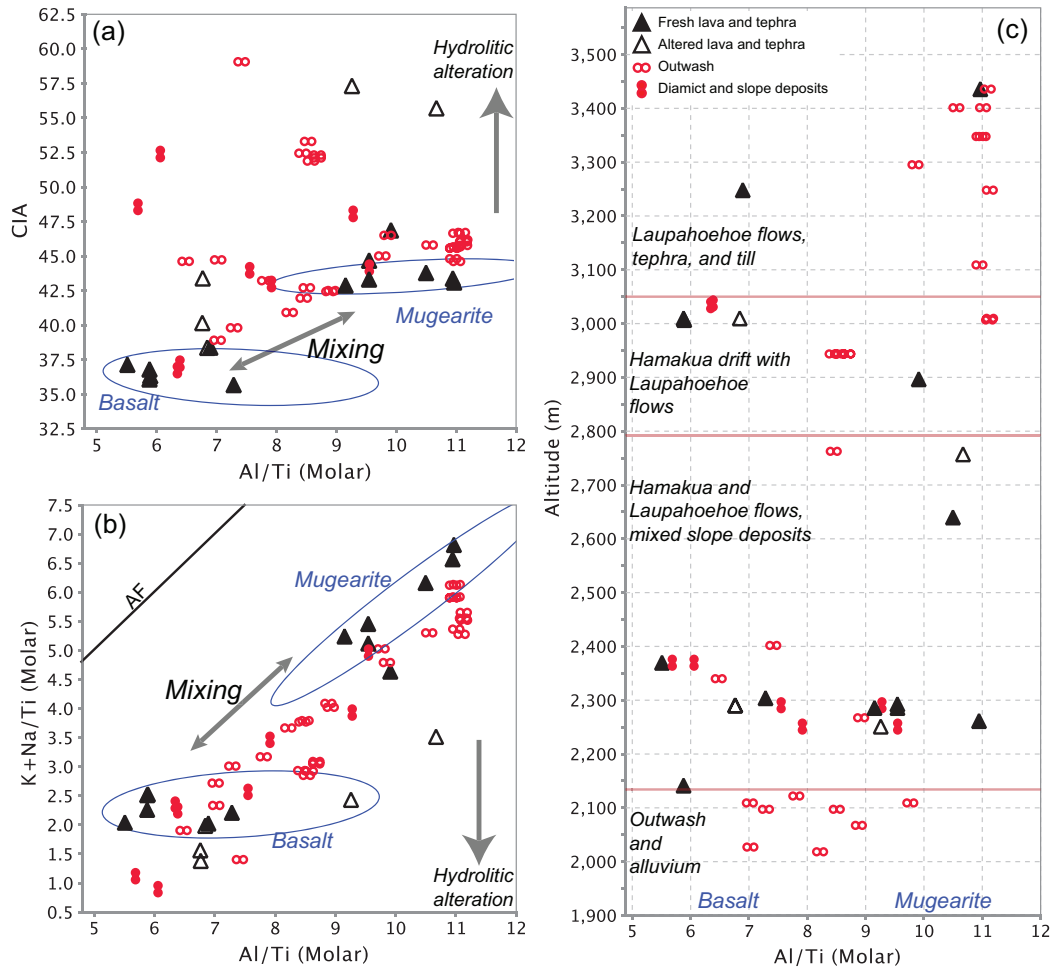 (a)
CIA
62.5
60.0
57.5
55.0
52.5
50.0
47.5
45.0
42.5
40.0
37.5
35.0
32.5
Hydrolitic
alteration
Mugearite
Mixing
Basalt
5 6 7 8 9 10 11 12
Al/Ti (Molar)
(b)
K+Na/Ti (Molar)
7.5
7.0
6.5
6.0
5.5
5.0
4.5
4.0
3.5
3.0
2.5
2.0
1.5
1.0
0.5
AF
Mugearite
Mixing
Basalt
Hydrolitic
alteration
5 6 7 8 9 10 11 12
Al/Ti (Molar)
(c)
Fresh lava and tephra
Altered lava and tephra
Outwash
Diamict and slope deposits
Altitude (m)
3,500
3,400
3,300
3,200
3,100
3,000
2,900
2,800
2,700
2,600
2,400
2,300
2,200
2,100
2,000
1,900
Laupahoehoe flows,
tephra, and till
Hamakua drift with
Laupahoehoe
flows
Hamakua and
Laupahoehoe flows,
mixed slope deposits
Outwash
and
alluvium
Basalt Mugearite
5 6 7 8 9 10 11 12
Al/Ti (Molar)